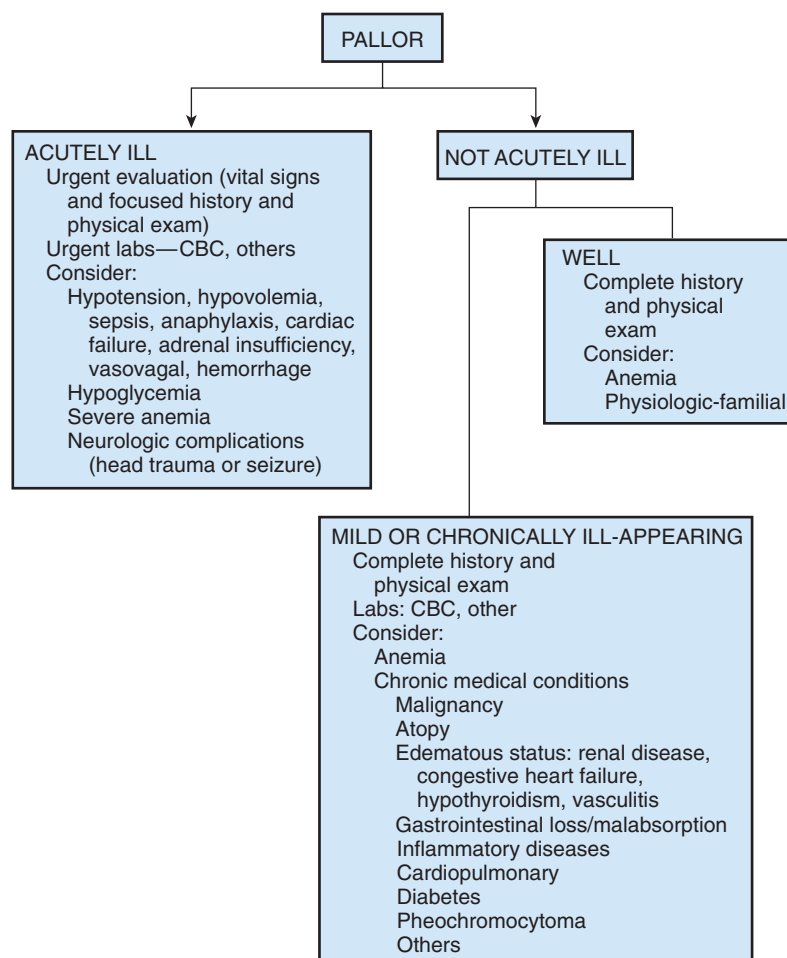 PALLOR
ACUTELY ILL
Urgent evaluation (vital signs
and focused history and
physical exam)
Urgent labs—CBC, others
Consider:
Hypotension, hypovolemia,
sepsis, anaphylaxis, cardiac
failure, adrenal insufficiency,
vasovagal, hemorrhage
Hypoglycemia
Severe anemia
Neurologic complications
(head trauma or seizure)
NOT ACUTELY ILL
WELL
Complete history
and physical
exam
Consider:
Anemia
Physiologic-familial
MILD OR CHRONICALLY ILL-APPEARING
Complete history and
physical exam
Labs: CBC, other
Consider:
Anemia
Chronic medical conditions
Malignancy
Atopy
Edematous status: renal disease,
congestive heart failure,
hypothyroidism, vasculitis
Gastrointestinal loss/malabsorption
Inflammatory diseases
Cardiopulmonary
Diabetes
Pheochromocytoma
Others